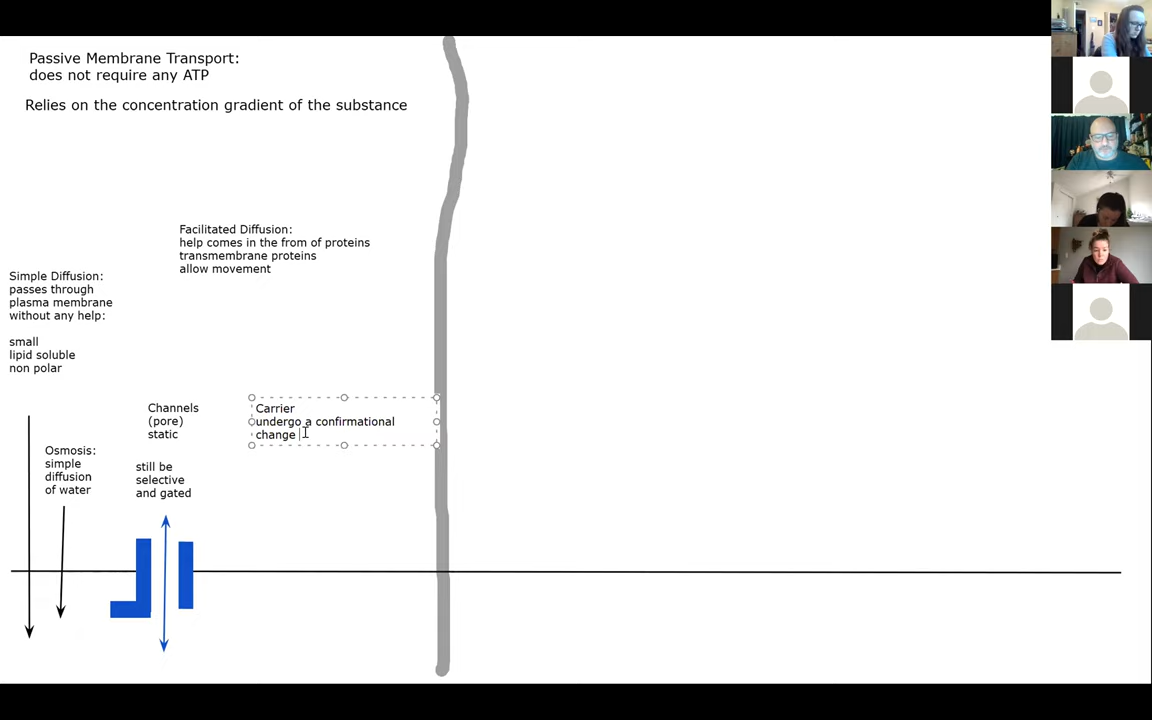 Passive Membrane Transport:
does not require any ATP
Relies on the concentration gradient of the substance
Facilitated Diffusion:
help comes in the from of proteins
transmembrane proteins
allow movement
Simple Diffusion:
passes through
plasma membrane
without any help:
small
lipid soluble
non polar
Channels
(pore)
static
Carrier
undergo a confirmational
change
Osmosis:
simple
diffusion
of water
still be
selective
and gated